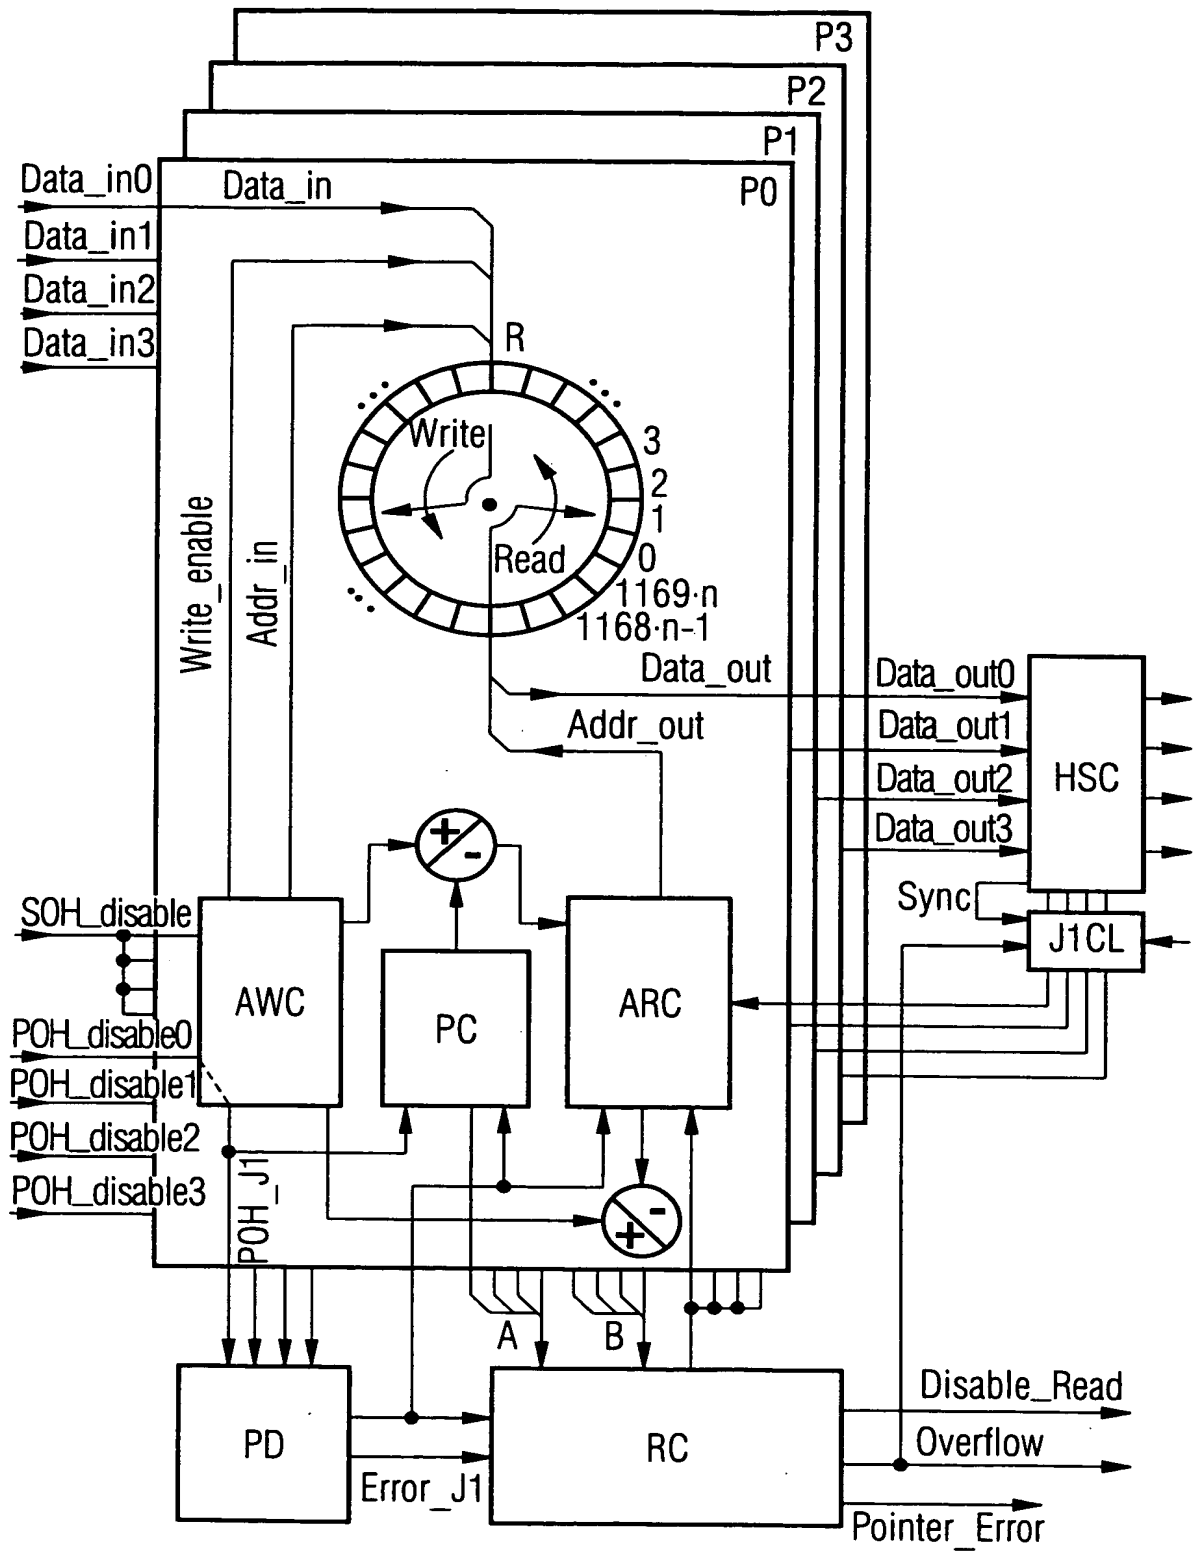 P3
P2
P1
P0
Data_in0
Data_in
Data_in1
Data_in2
Data_in3
R
Write
3
2
1
0
Read
1169·n
1168·n-1
Write_enable
Addr_in
Data_out
Data_out0
Addr_out
Data_out1
Data_out2
Data_out3
HSC
+
-
Sync
J1CL
SOH_disable
AWC
PC
ARC
POH_disable0
POH_disable1
POH_disable2
POH_disable3
POH_J1
-
+
A
B
PD
Error_J1
RC
Disable_Read
Overflow
Pointer_Error